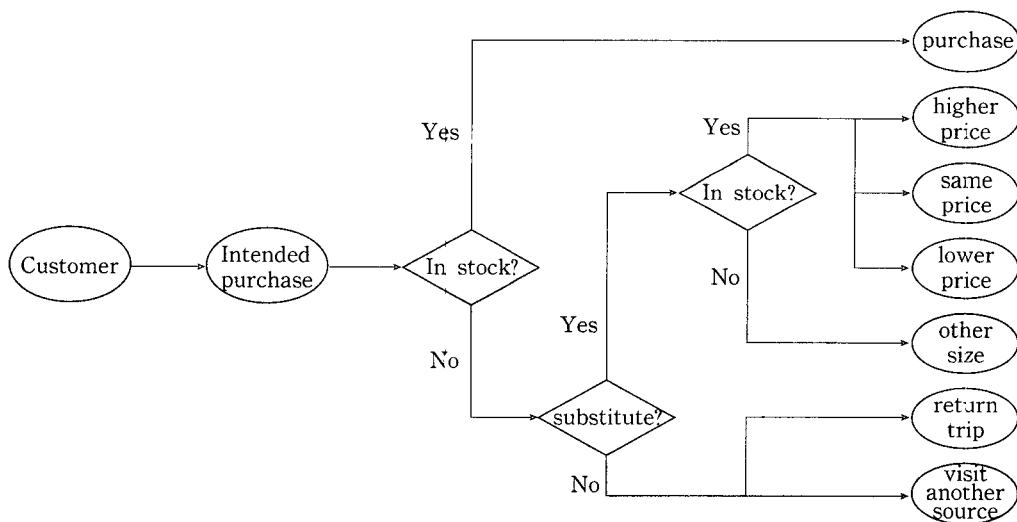 purchase
higher
price
Yes
Yes
In stock?
same
price
Customer
Intended
purchase
In stock?
lower
price
No
Yes
No
other
size
substitute?
return
trip
No
visit
another
source